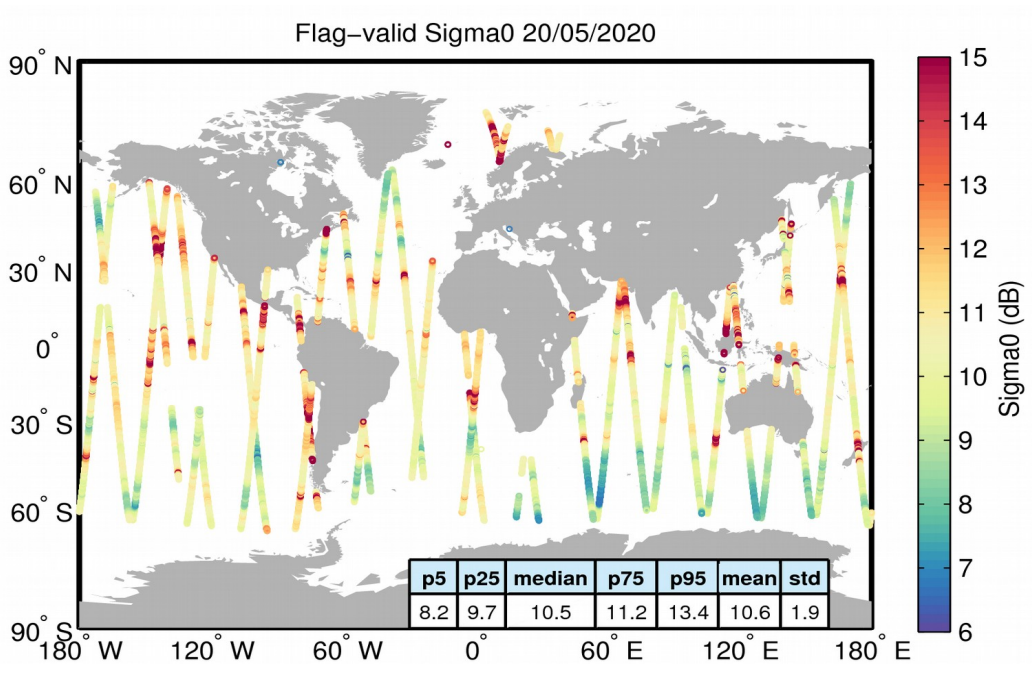 Flag-valid Sigma0 20/05/2020
90° N
60° N
30° N
0°
30° S
60° S
90° S
180° W
120° W
60° W
0°
60° E
120° E
180° E
15
14
13
12
11
10
9
8
7
6
Sigma0 (dB)
p5 p25 median p75 p95 mean std
8.2 9.7 10.5 11.2 13.4 10.6 1.9